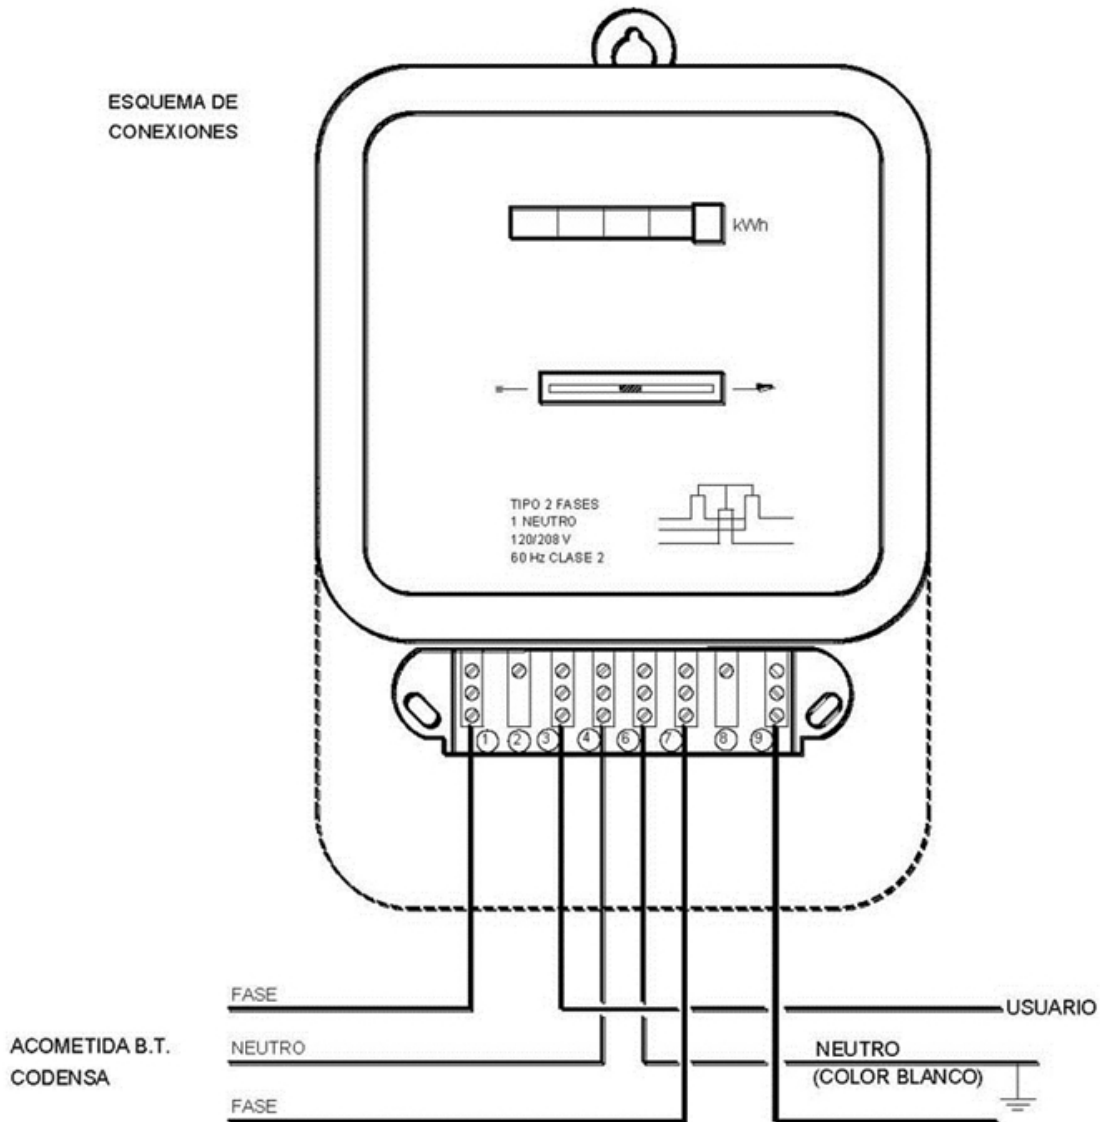 ESQUEMA DE
CONEXIONES
kWh
TIPO 2 FASES
1 NEUTRO
120/208 V
60 Hz CLASE 2
1 2 3 4 6 7 8 9
FASE
USUARIO
ACOMETIDA B.T.
CODENSA
NEUTRO
NEUTRO
(COLOR BLANCO)
FASE